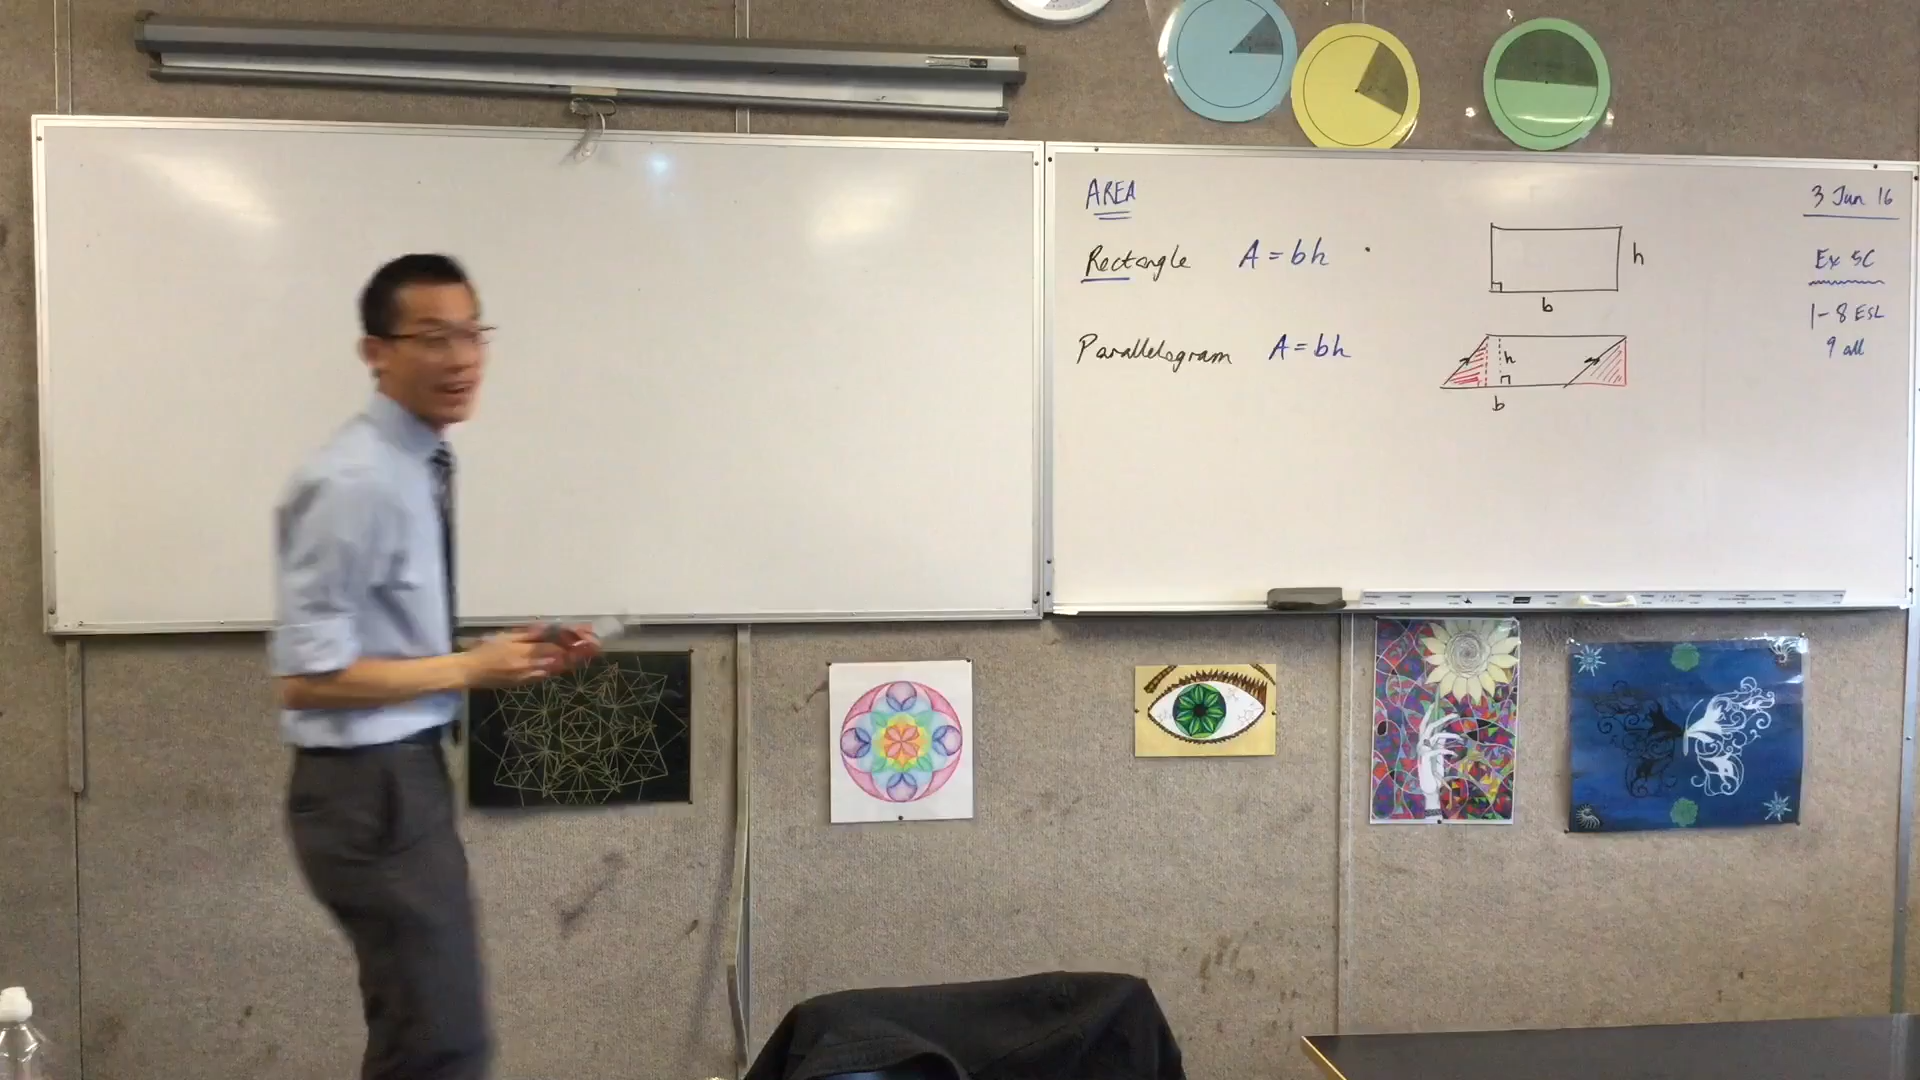 AREA
3 Jun 16
Rectangle A = bh
h
b
Ex 5C
1-8 ESL
9 all
Parallelogram A = bh
h
b